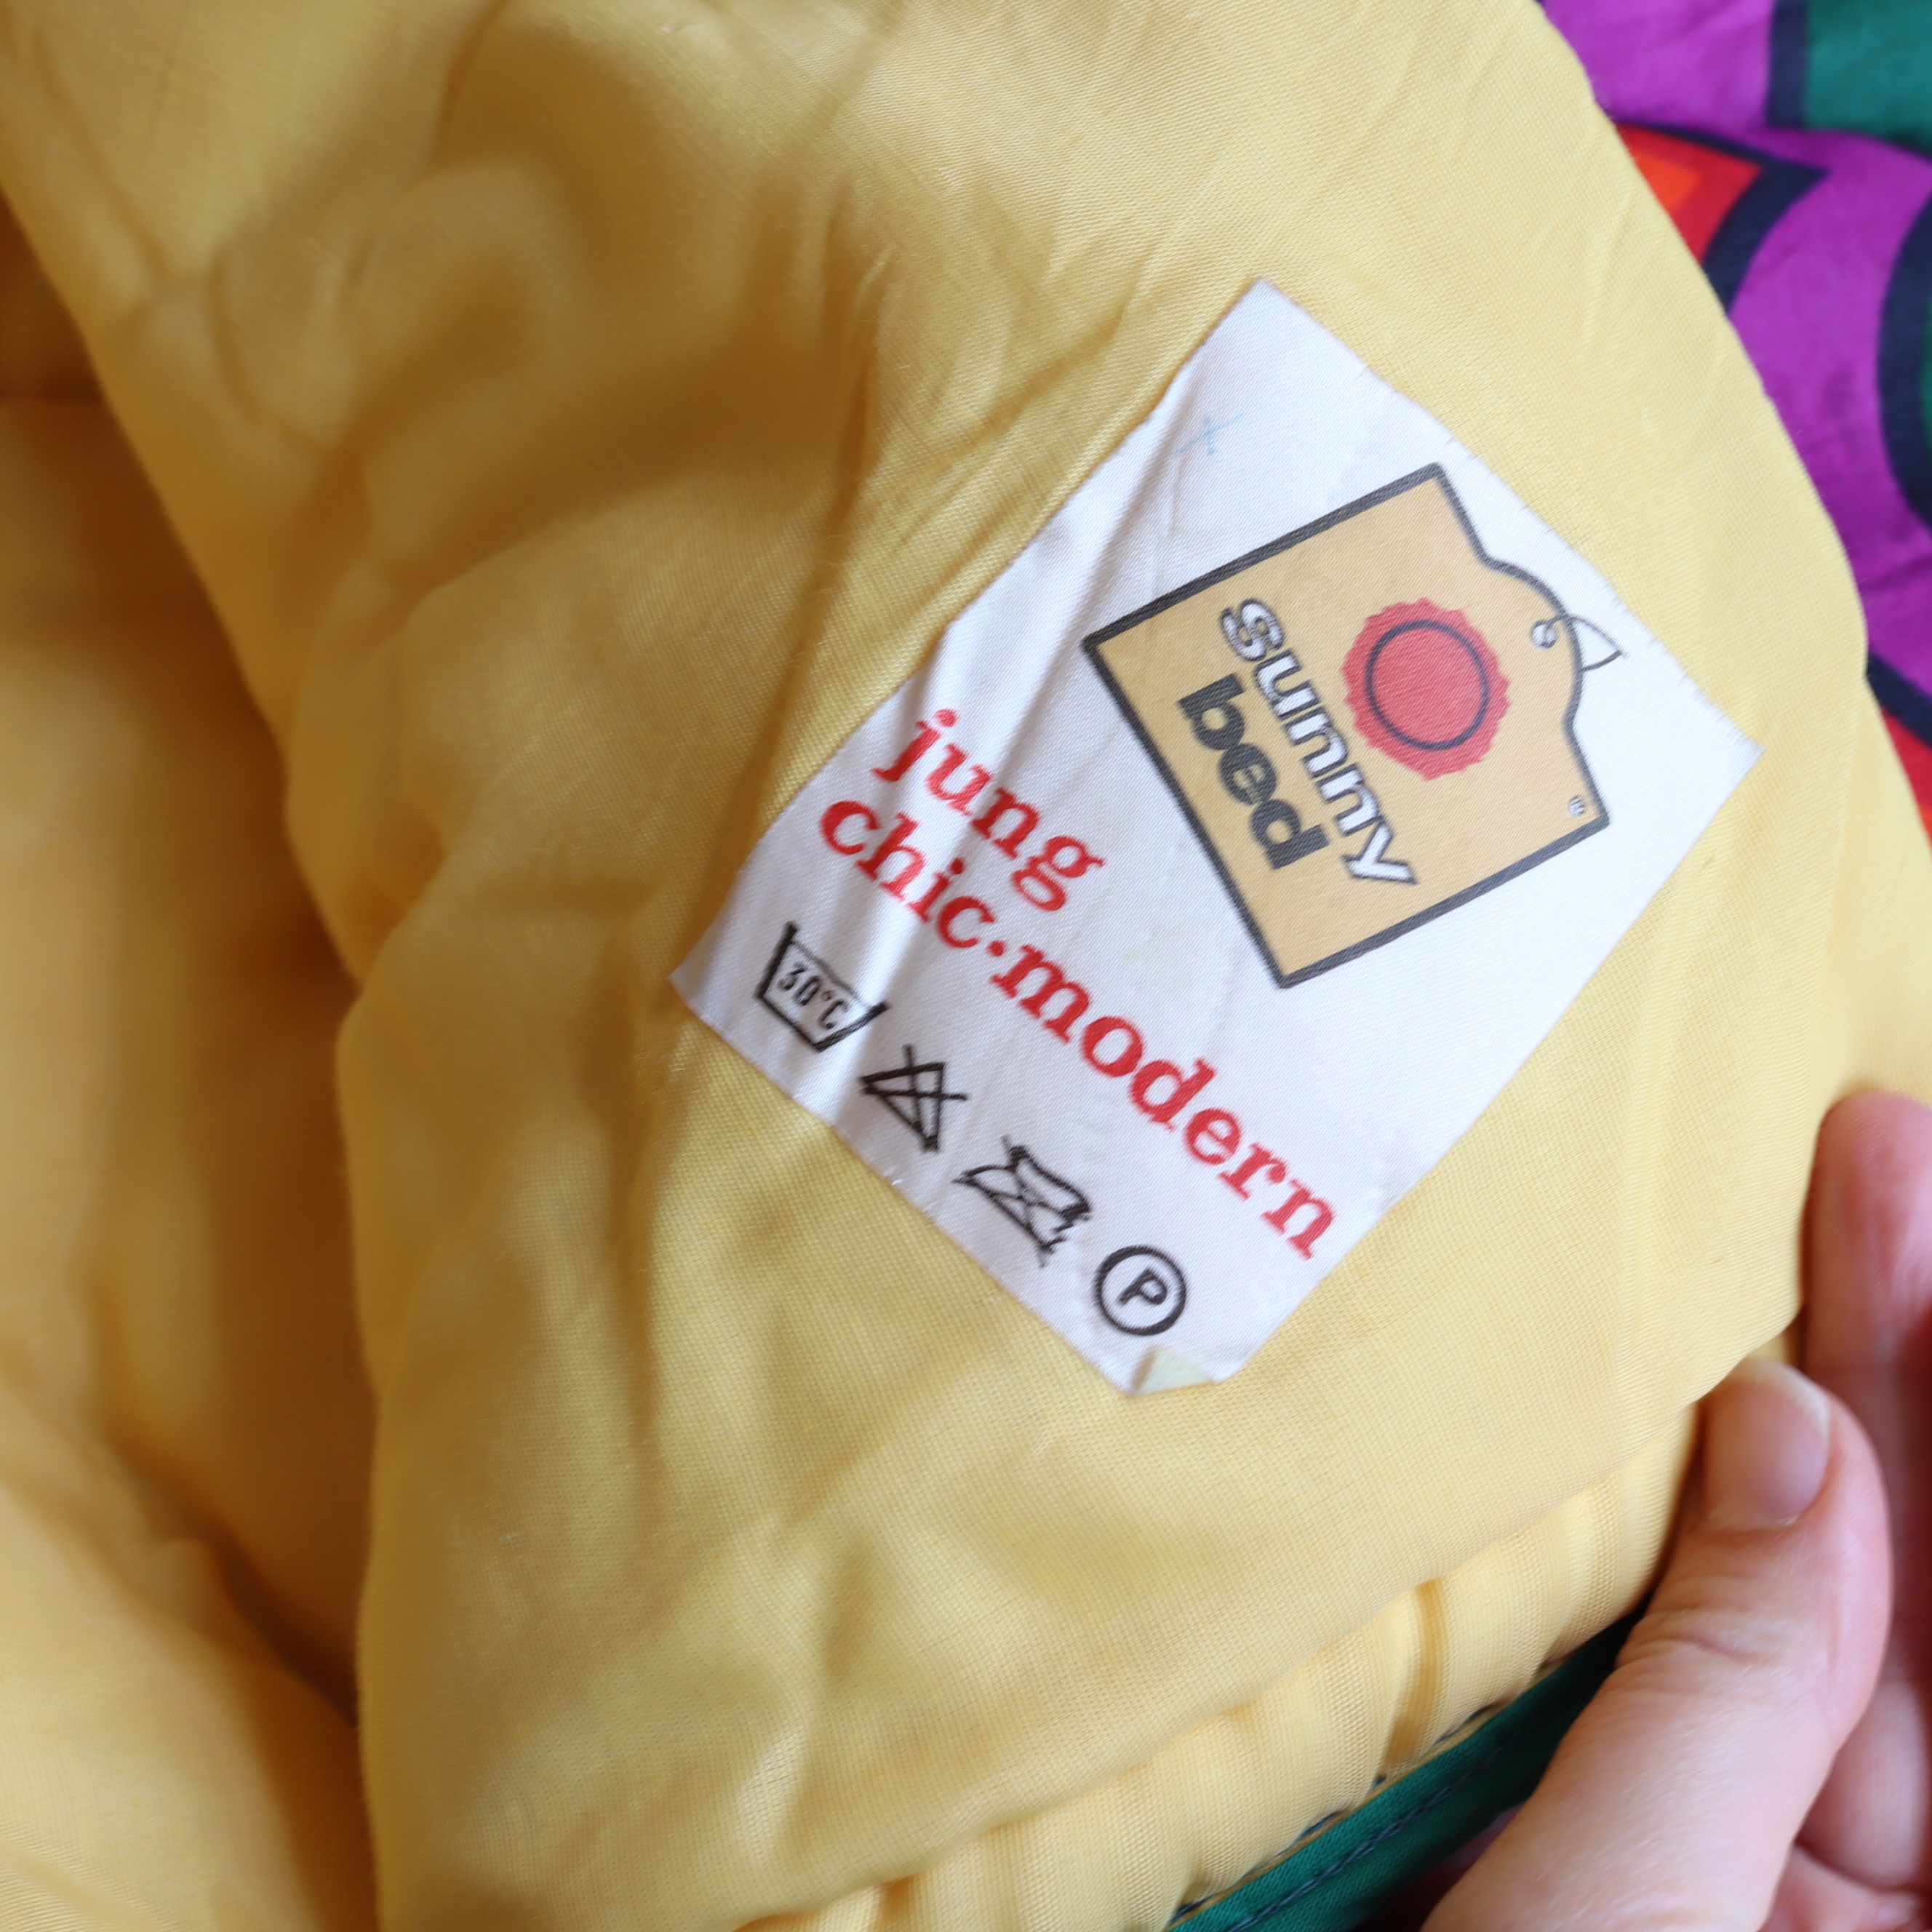 sunny
bed
®
jung
chic·modern
30°C
P